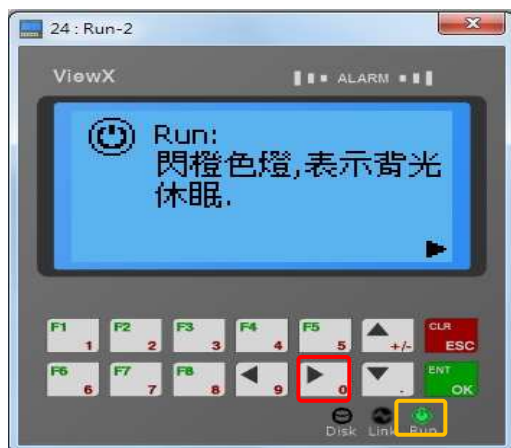 24 : Run-2
ViewX
ALARM
Run:
閃橙色燈,表示背光
休眠.
F1 1
F2 2
F3 3
F4 4
F5 5
+/-
CLR ESC
F6 6
F7 7
F8 8
9
0
.
ENT OK
Disk Link Run